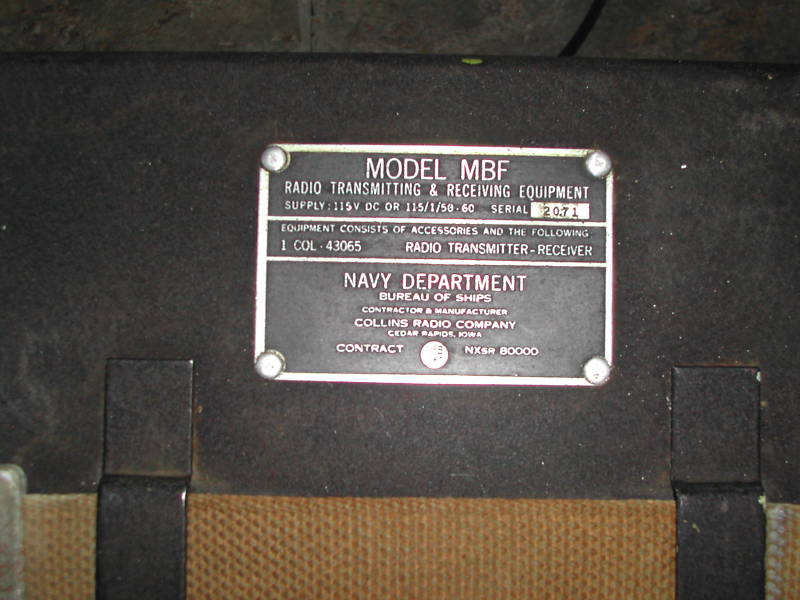 MODEL MBF
RADIO TRANSMITTING & RECEIVING EQUIPMENT
SUPPLY: 115V DC OR 115/1/50-60 SERIAL 2071
EQUIPMENT CONSISTS OF ACCESSORIES AND THE FOLLOWING
1 COL-43065 RADIO TRANSMITTER-RECEIVER
NAVY DEPARTMENT
BUREAU OF SHIPS
CONTRACTOR & MANUFACTURER
COLLINS RADIO COMPANY
CEDAR RAPIDS, IOWA
CONTRACT NXsR 80000